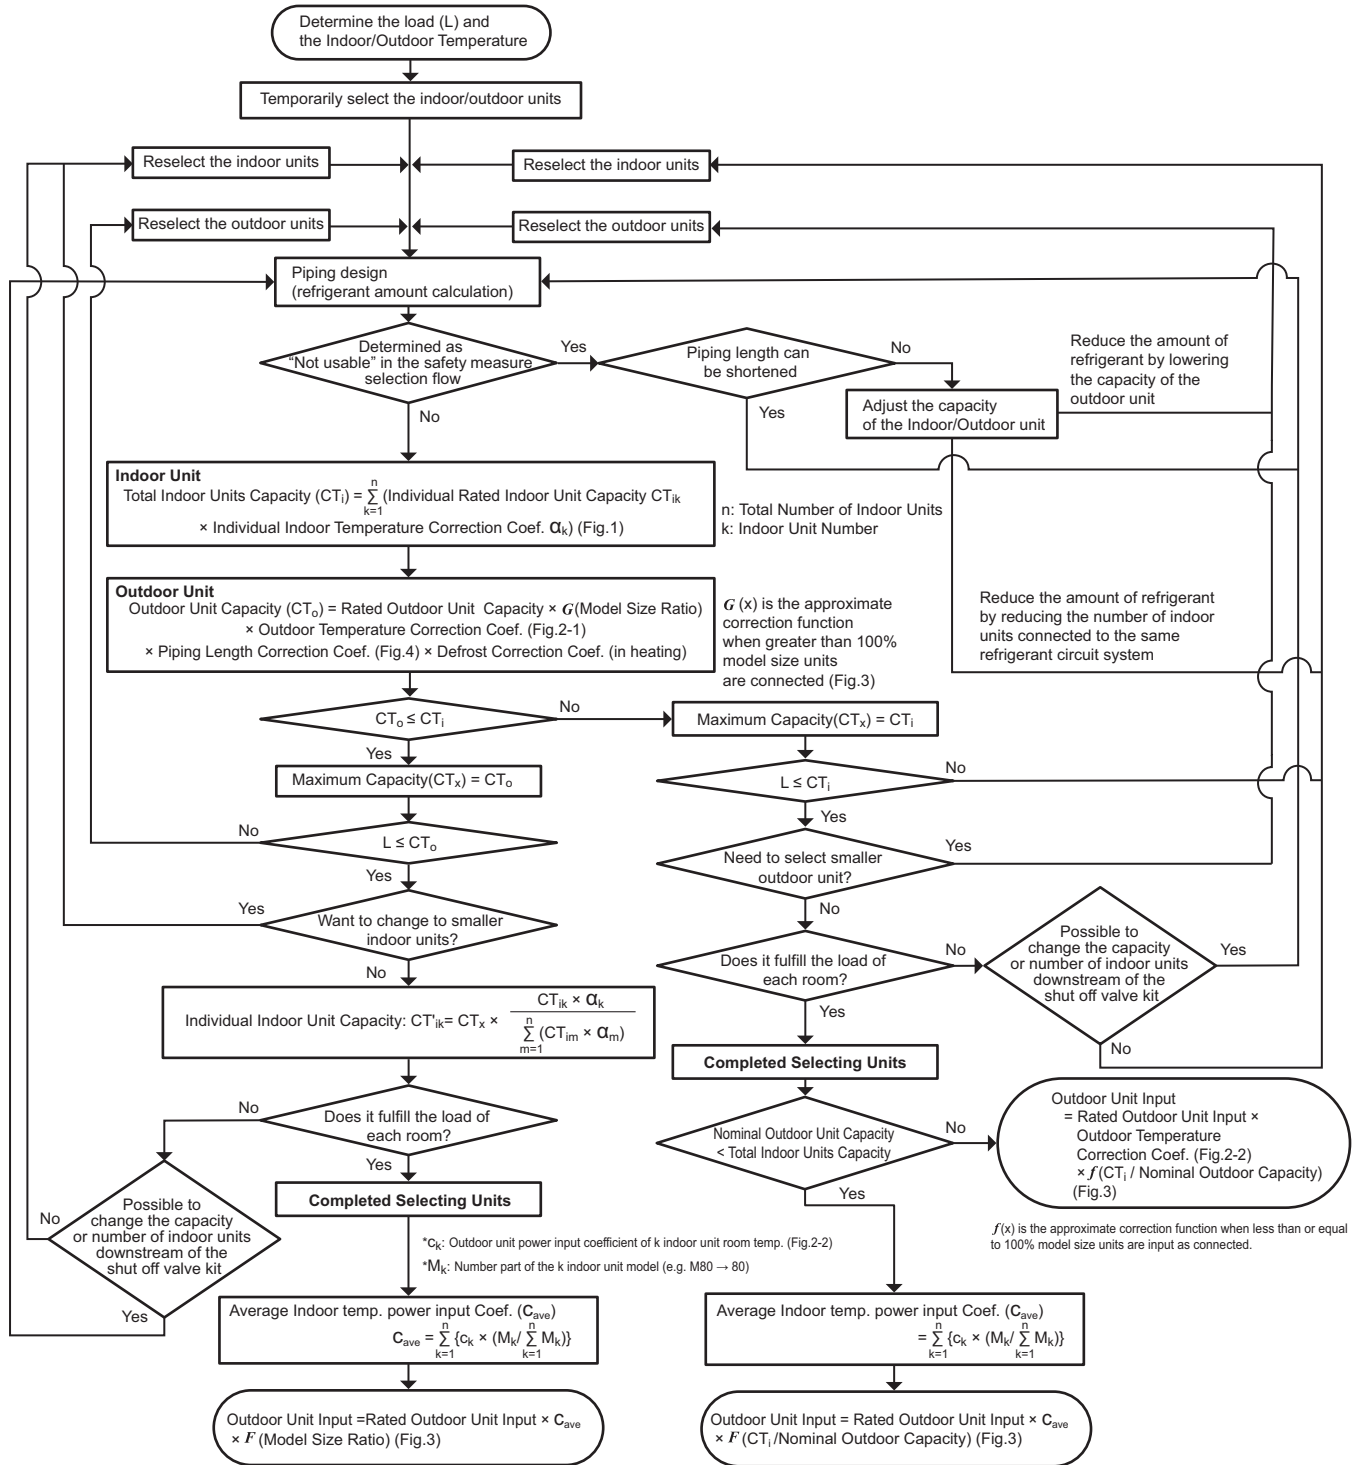 Determine the load (L) and
the Indoor/Outdoor Temperature
Temporarily select the indoor/outdoor units
Reselect the indoor units
Reselect the indoor units
Reselect the outdoor units
Reselect the outdoor units
Piping design
(refrigerant amount calculation)
Determined as
"Not usable" in the safety measure
selection flow
Yes
No
Piping length can
be shortened
No
Yes
Adjust the capacity
of the Indoor/Outdoor unit
Reduce the amount of
refrigerant by lowering
the capacity of the
outdoor unit
Indoor Unit
Total Indoor Units Capacity (CTi) = n Σ k=1 (Individual Rated Indoor Unit Capacity CTik
× Individual Indoor Temperature Correction Coef. αk) (Fig.1)
n: Total Number of Indoor Units
k: Indoor Unit Number
Outdoor Unit
Outdoor Unit Capacity (CTo) = Rated Outdoor Unit Capacity × G(Model Size Ratio)
× Outdoor Temperature Correction Coef. (Fig.2-1)
× Piping Length Correction Coef. (Fig.4) × Defrost Correction Coef. (in heating)
G (x) is the approximate
correction function
when greater than 100%
model size units
are connected (Fig.3)
Reduce the amount of refrigerant
by reducing the number of indoor
units connected to the same
refrigerant circuit system
CTo ≤ CTi
No
Yes
Maximum Capacity(CTx) = CTi
Maximum Capacity(CTx) = CTo
L ≤ CTi
No
Yes
L ≤ CTo
No
Yes
Need to select smaller
outdoor unit?
Yes
No
Want to change to smaller
indoor units?
Yes
No
Does it fulfill the load of
each room?
No
Yes
Possible to
change the capacity
or number of indoor units
downstream of the
shut off valve kit
Yes
No
Individual Indoor Unit Capacity: CT'ik= CTx × CTik × αk / n Σ m=1 (CTim × αm)
Completed Selecting Units
Does it fulfill the load of
each room?
No
Yes
Nominal Outdoor Unit Capacity
< Total Indoor Units Capacity
No
Yes
Outdoor Unit Input
= Rated Outdoor Unit Input ×
Outdoor Temperature
Correction Coef. (Fig.2-2)
× f(CTi / Nominal Outdoor Capacity)
(Fig.3)
f(x) is the approximate correction function when less than or equal
to 100% model size units are input as connected.
Possible to
change the capacity
or number of indoor units
downstream of the
shut off valve kit
No
Yes
Completed Selecting Units
*ck: Outdoor unit power input coefficient of k indoor unit room temp. (Fig.2-2)
*Mk: Number part of the k indoor unit model (e.g. M80 → 80)
Average Indoor temp. power input Coef. (Cave)
Cave = n Σ k=1 {ck × (Mk/ n Σ k=1 Mk)}
Average Indoor temp. power input Coef. (Cave)
= n Σ k=1 {ck × (Mk/ n Σ k=1 Mk)}
Outdoor Unit Input =Rated Outdoor Unit Input × Cave
× F (Model Size Ratio) (Fig.3)
Outdoor Unit Input = Rated Outdoor Unit Input × Cave
× F (CTi /Nominal Outdoor Capacity) (Fig.3)